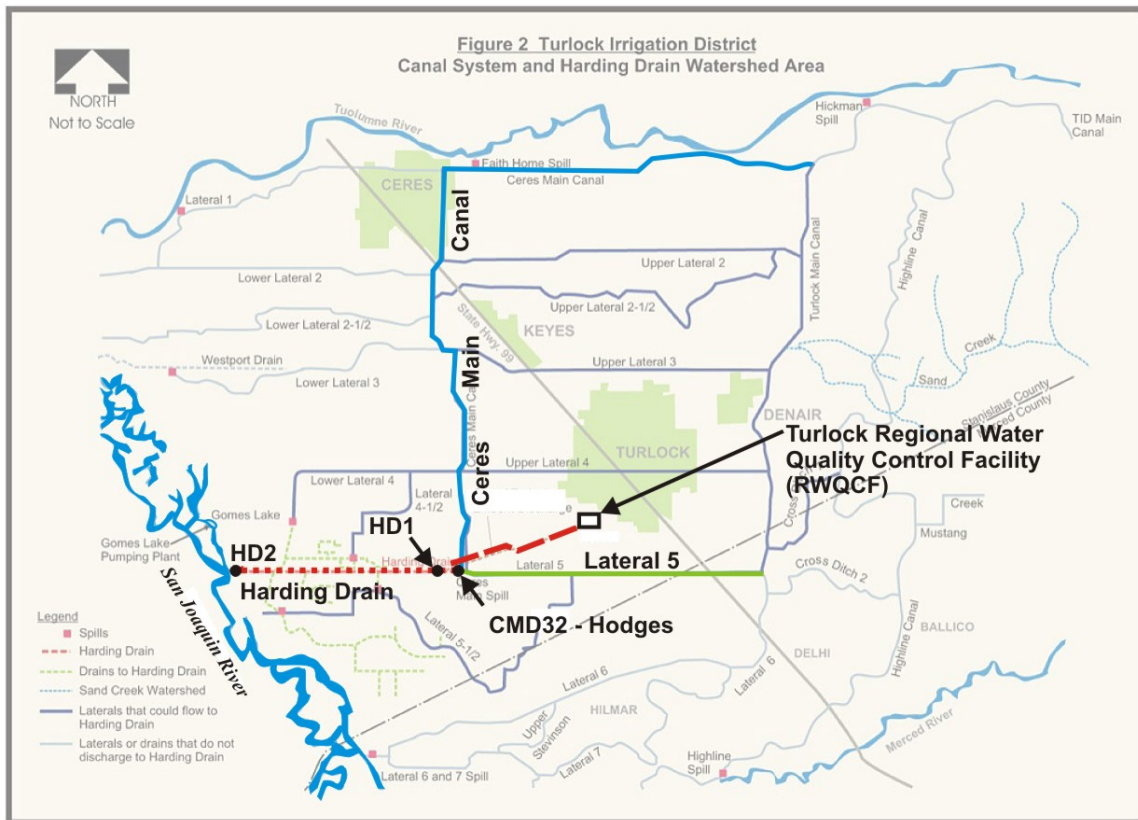 Figure 2 Turlock Irrigation District
Canal System and Harding Drain Watershed Area
NORTH
Not to Scale
Tuolumne River
Hickman
Spill
TID Main
Canal
Faith Home Spill
Ceres Main Canal
CERES
Lateral 1
Canal
Highline Canal
Turlock Main Canal
Lower Lateral 2
Upper Lateral 2
Upper Lateral 2-1/2
Lower Lateral 2-1/2
KEYES
State Hwy. 99
Creek
Sand
Westport Drain
Main
Upper Lateral 3
Lower Lateral 3
Stanislaus County
Merced County
DENAIR
TURLOCK
Turlock Regional Water
Quality Control Facility
(RWQCF)
Ceres
Upper Lateral 4
Lower Lateral 4
Lateral
4-1/2
Creek
Mustang
Gomes Lake
Gomes Lake
Pumping Plant
HD1
HD2
Lateral 5
Lateral 5
Harding Drain
Cross Ditch 2
Main Spill
CMD32 - Hodges
San Joaquin River
Lateral 5-1/2
BALLICO
DELHI
Highline Canal
Lateral 6
Lateral 6
HILMAR
Upper
Stevinson
Lateral 7
Merced River
Highline
Spill
Lateral 6 and 7 Spill
Legend
Spills
Harding Drain
Drains to Harding Drain
Sand Creek Watershed
Laterals that could flow to
Harding Drain
Laterals or drains that do not
discharge to Harding Drain